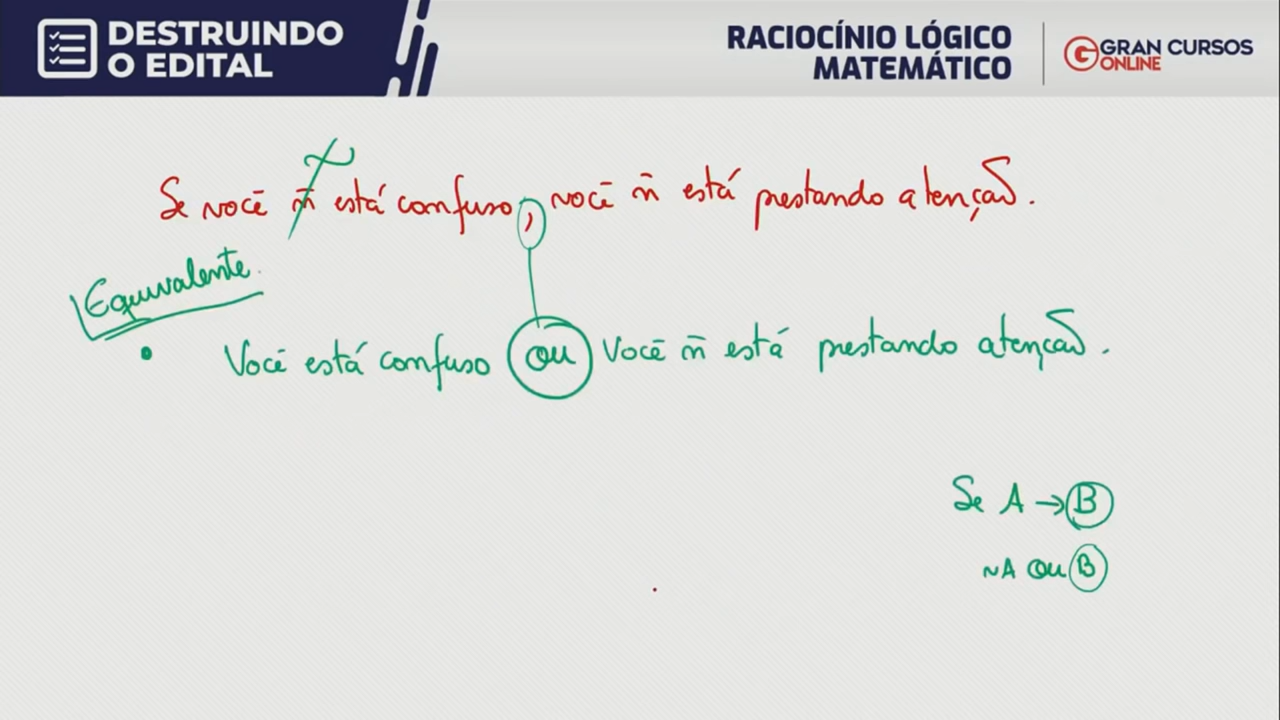 DESTRUINDO
O EDITAL
RACIOCÍNIO LÓGICO
MATEMÁTICO
GRAN CURSOS
ONLINE
Se você ñ está confuso, você ñ está prestando atenção.
Equivalente.
• Você está confuso ou Você ñ está prestando atenção.
Se A → B
~A ou B